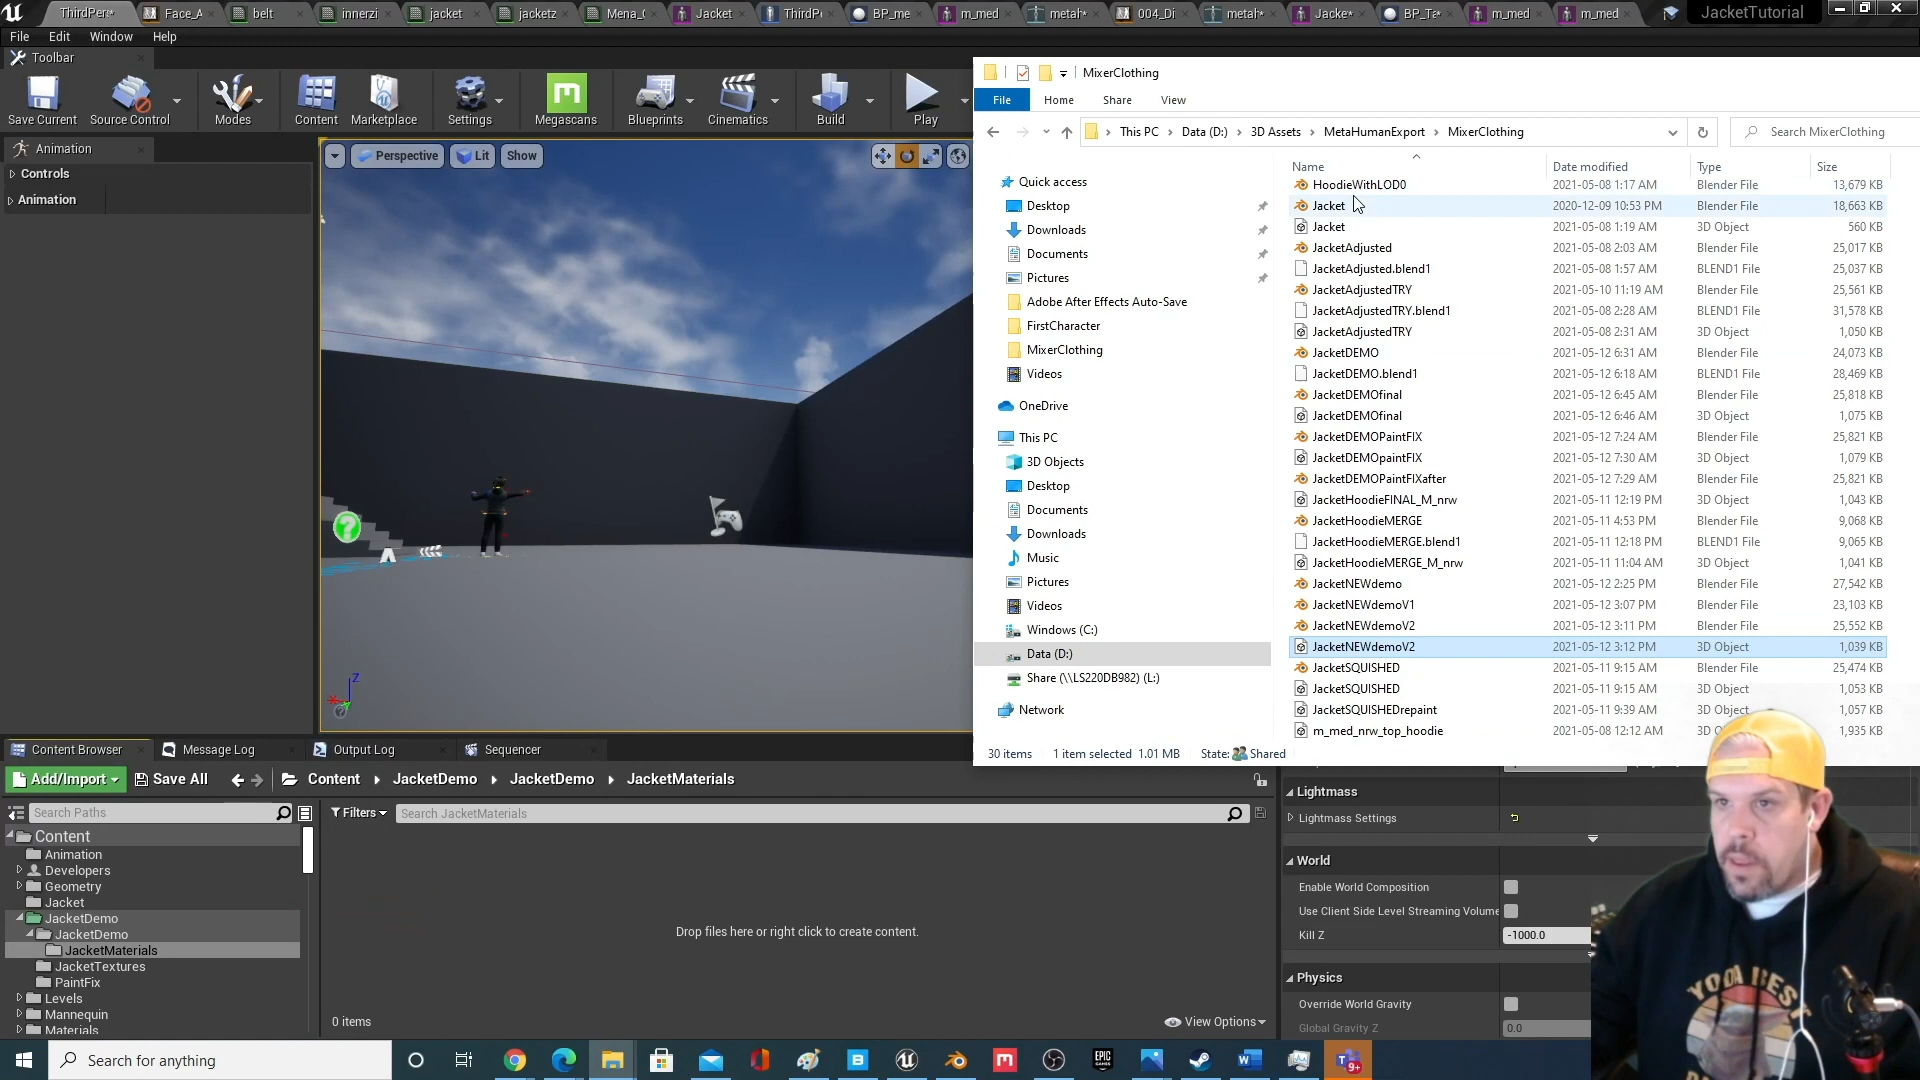 ThirdPers*
Face_A
belt
innerzi
jacket
jacketz
Mena_(
Jacket
ThirdP
BP_me
m_med
metah*
004_Di
metah*
Jacke*
m_med
m_med
JacketTutorial
File Edit Window Help
Toolbar
Save Current Source Control Modes Content Marketplace Settings Megascans Blueprints Cinematics Build Play
Animation
Controls
Animation
Perspective Lit Show
Z
MixerClothing
File Home Share View
This PC › Data (D:) › 3D Assets › MetaHumanExport › MixerClothing
Search MixerClothing
Quick access
Desktop
Downloads
Documents
Pictures
Adobe After Effects Auto-Save
FirstCharacter
MixerClothing
Videos
OneDrive
This PC
3D Objects
Desktop
Documents
Downloads
Music
Pictures
Videos
Windows (C:)
Data (D:)
Share (\\LS220DB982) (L:)
Network
Name Date modified Type Size
HoodieWithLOD0 2021-05-08 1:17 AM Blender File 13,679 KB
Jacket 2020-12-09 10:53 PM Blender File 18,663 KB
Jacket 2021-05-08 1:19 AM 3D Object 560 KB
JacketAdjusted 2021-05-08 2:03 AM Blender File 25,017 KB
JacketAdjusted.blend1 2021-05-08 1:57 AM BLEND1 File 25,037 KB
JacketAdjustedTRY 2021-05-10 11:19 AM Blender File 25,561 KB
JacketAdjustedTRY.blend1 2021-05-08 2:28 AM BLEND1 File 31,578 KB
JacketAdjustedTRY 2021-05-08 2:31 AM 3D Object 1,050 KB
JacketDEMO 2021-05-12 6:31 AM Blender File 24,073 KB
JacketDEMO.blend1 2021-05-12 6:18 AM BLEND1 File 28,469 KB
JacketDEMOfinal 2021-05-12 6:45 AM Blender File 25,818 KB
JacketDEMOfinal 2021-05-12 6:46 AM 3D Object 1,075 KB
JacketDEMOPaintFIX 2021-05-12 7:24 AM Blender File 25,821 KB
JacketDEMOpaintFIX 2021-05-12 7:30 AM 3D Object 1,079 KB
JacketDEMOPaintFIXafter 2021-05-12 7:29 AM Blender File 25,821 KB
JacketHoodieFINAL_M_nrw 2021-05-11 12:19 PM 3D Object 1,043 KB
JacketHoodieMERGE 2021-05-11 4:53 PM Blender File 9,068 KB
JacketHoodieMERGE.blend1 2021-05-11 12:18 PM BLEND1 File 9,065 KB
JacketHoodieMERGE_M_nrw 2021-05-11 11:04 AM 3D Object 1,041 KB
JacketNEWdemo 2021-05-12 2:25 PM Blender File 27,542 KB
JacketNEWdemoV1 2021-05-12 3:07 PM Blender File 23,103 KB
JacketNEWdemoV2 2021-05-12 3:11 PM Blender File 25,552 KB
JacketNEWdemoV2 2021-05-12 3:12 PM 3D Object 1,039 KB
JacketSQUISHED 2021-05-11 9:15 AM Blender File 25,474 KB
JacketSQUISHED 2021-05-11 9:15 AM 3D Object 1,053 KB
JacketSQUISHEDrepaint 2021-05-11 9:39 AM 3D Object 1,057 KB
m_med_nrw_top_hoodie 2021-05-08 12:12 AM 3D Object 1,935 KB
30 items 1 item selected 1.01 MB State: Shared
Content Browser Message Log Output Log Sequencer
Add/Import Save All Content JacketDemo JacketDemo JacketMaterials
Search Paths Filters Search JacketMaterials
Content
Animation
Developers
Geometry
Jacket
JacketDemo
JacketDemo
JacketMaterials
JacketTextures
PaintFix
Levels
Mannequin
Materials
Drop files here or right click to create content.
0 items View Options
Lightmass
Lightmass Settings
World
Enable World Composition
Use Client Side Level Streaming Volume
Kill Z -1000.0
Physics
Override World Gravity
Global Gravity Z 0.0
YODA BEST
Search for anything
EPIC GAMES
9+